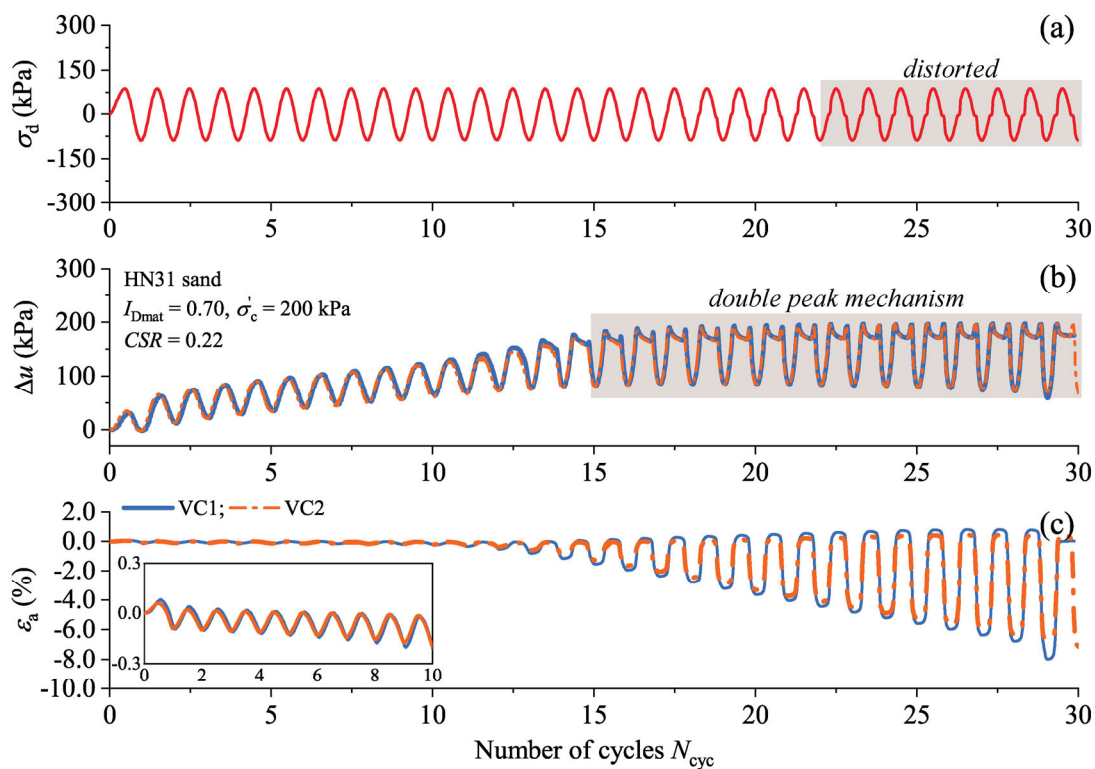 (a)
distorted
300
150
0
-150
-300
σd (kPa)
0 5 10 15 20 25 30
(b)
HN31 sand
IDmat = 0.70, σ'c = 200 kPa
CSR = 0.22
double peak mechanism
300
200
100
0
Δu (kPa)
0 5 10 15 20 25 30
VC1; VC2
(c)
2.0
0.0
-2.0
-4.0
-6.0
-8.0
-10.0
εa (%)
0.3
0.0
-0.3
0 2 4 6 8 10
0 5 10 15 20 25 30
Number of cycles Ncyc